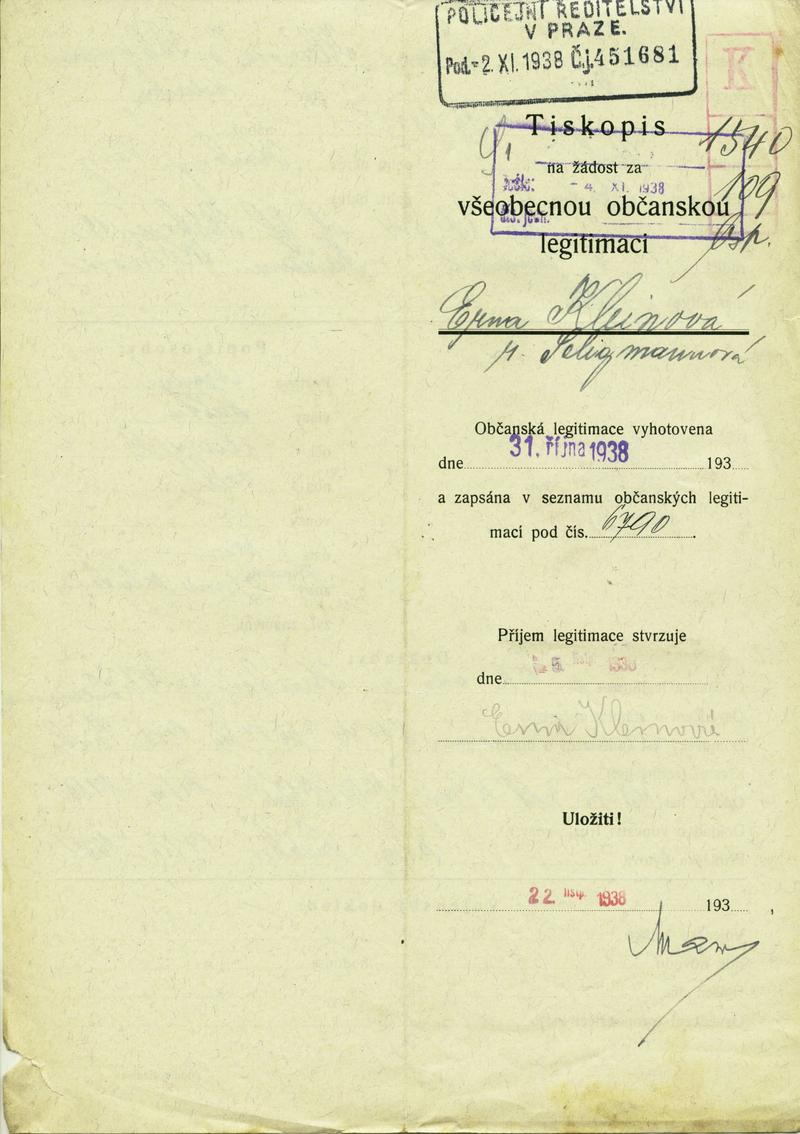 POLICEJNÍ ŘEDITELSTVÍ
V PRAZE.
Pod. -2. XI. 1938 Č.j. 451681
K
Tiskopis
1540
na žádost za
- 4. XI. 1938
109
všeobecnou občanskou
legitimaci
Erna Kleinová
r. Seligmannová
Občanská legitimace vyhotovena
31. října 1938
dne 193
a zapsána v seznamu občanských legiti-
mací pod čís. 6790.
Příjem legitimace stvrzuje
dne
Erna Kleinová
Uložiti!
22 listop. 1938 193